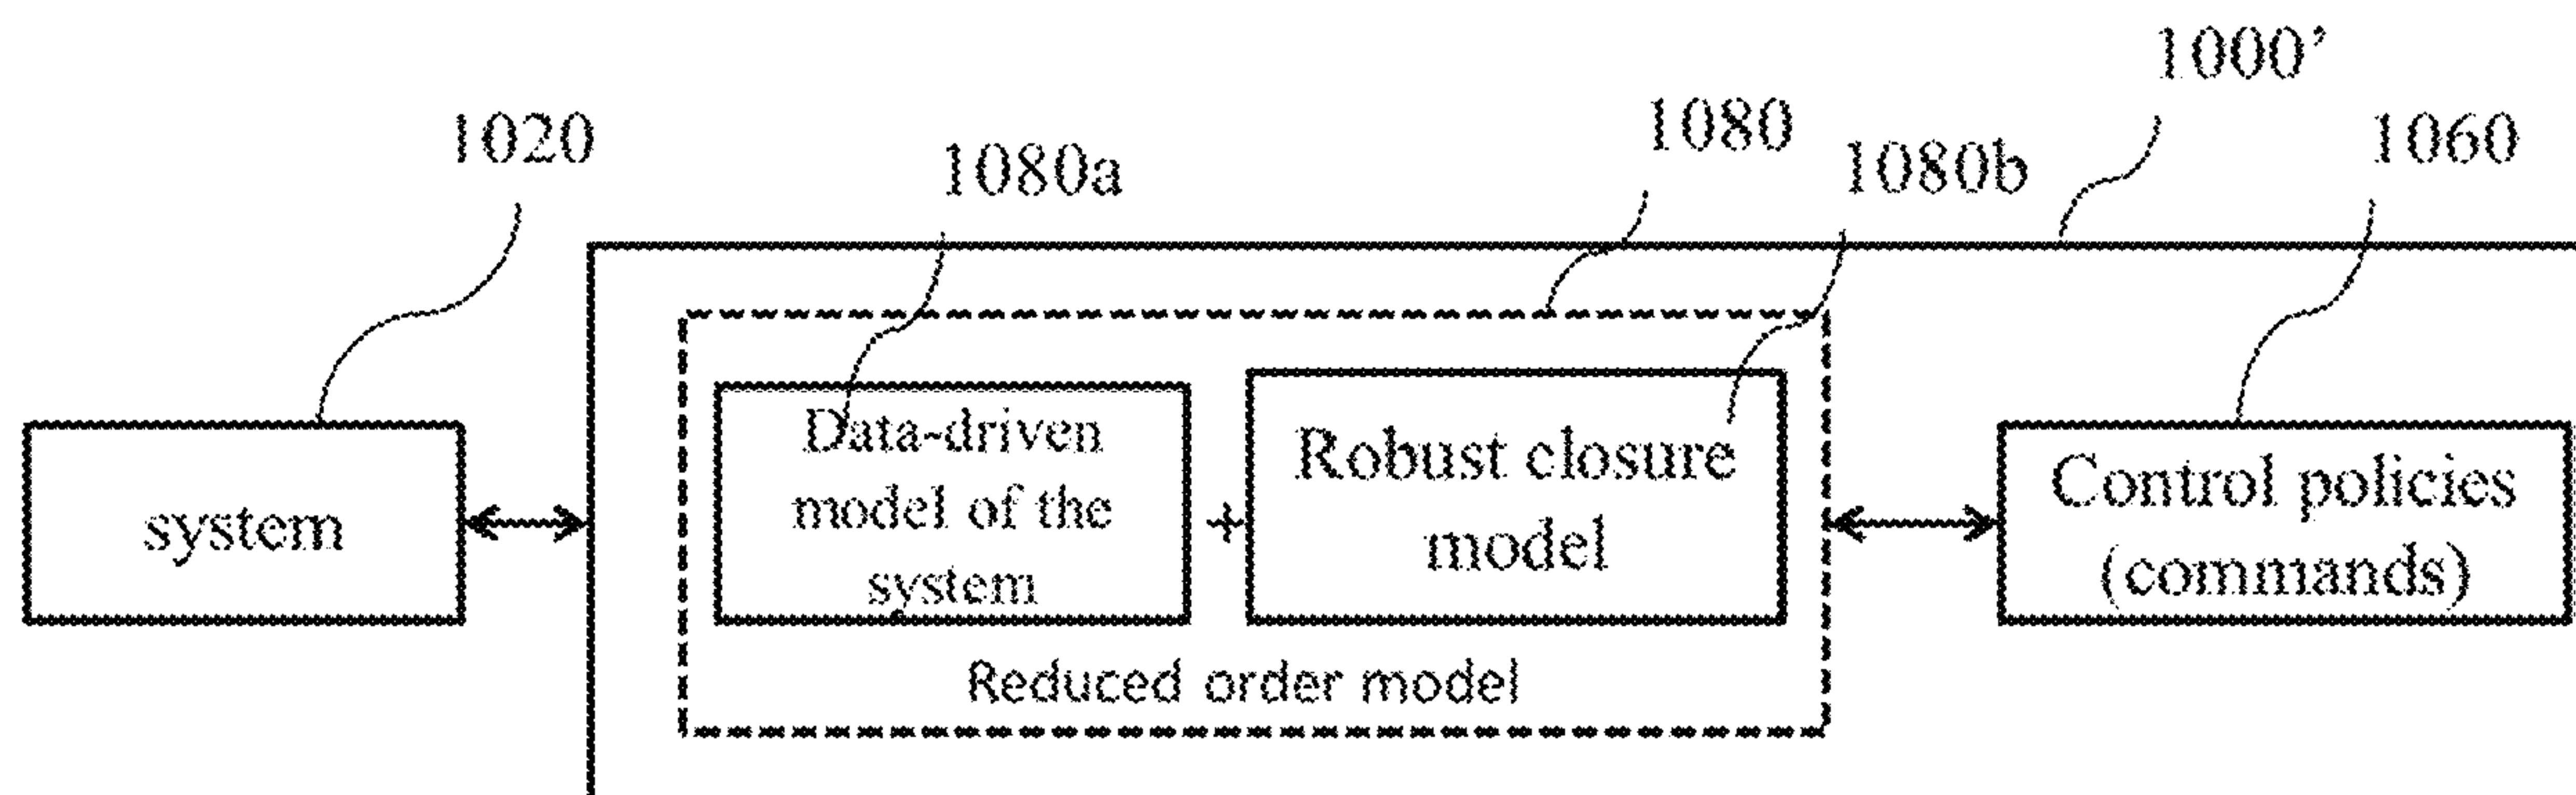 1000’
1080
1020
1060
1080a
1080b
system
Data-driven
model of the
system
+
Robust closure
model
Control policies
(commands)
Reduced order model